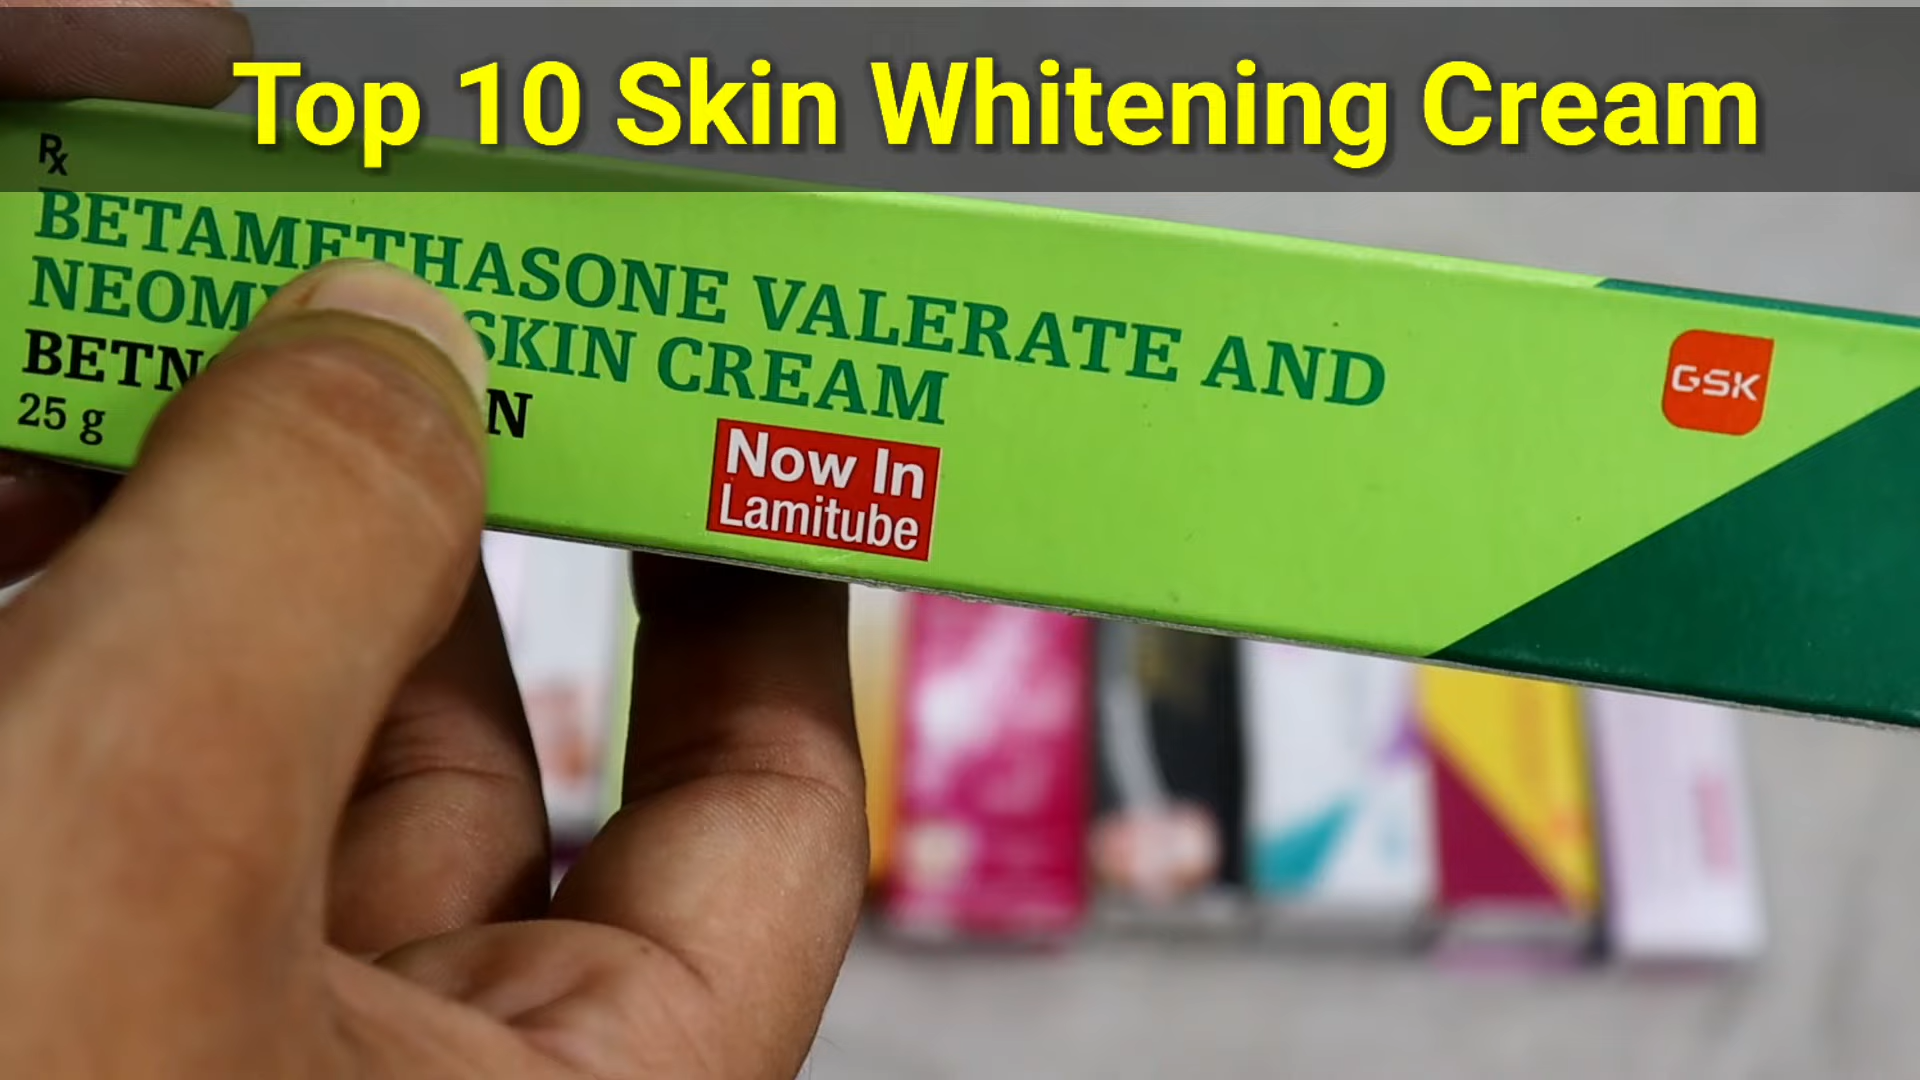 Top 10 Skin Whitening Cream
Rx
BETAMETHASONE VALERATE AND
SKIN CREAM
25 g
Now In
Lamitube
GSK